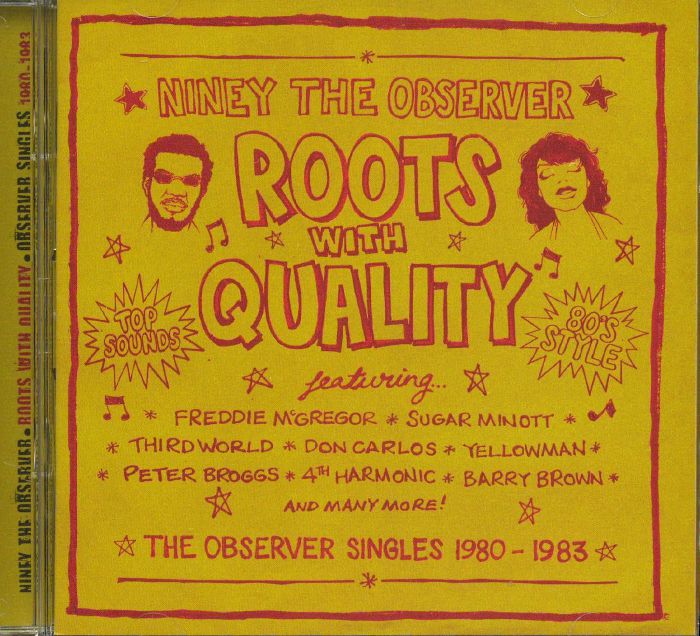 NINEY THE OBSERVER • ROOTS WITH QUALITY • OBSERVER SINGLES 1980-1983
NINEY THE OBSERVER
ROOTS
WITH
QUALITY
TOP
SOUNDS
80'S
STYLE
featuring...
* FREDDIE McGREGOR * SUGAR MINOTT *
* THIRD WORLD * DON CARLOS * YELLOWMAN *
* PETER BROGGS * 4TH HARMONIC * BARRY BROWN *
AND MANY MORE!
THE OBSERVER SINGLES 1980 - 1983